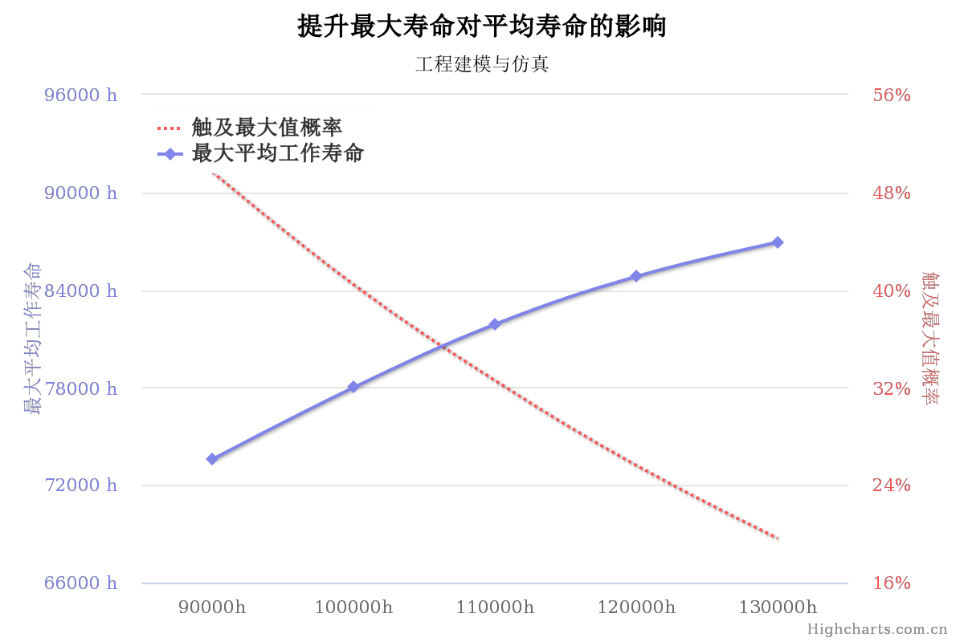 提升最大寿命对平均寿命的影响
工程建模与仿真
96000 h
90000 h
84000 h
78000 h
72000 h
66000 h
最大平均工作寿命
触及最大值概率
最大平均工作寿命
56%
48%
40%
32%
24%
16%
触及最大值概率
90000h 100000h 110000h 120000h 130000h
Highcharts.com.cn